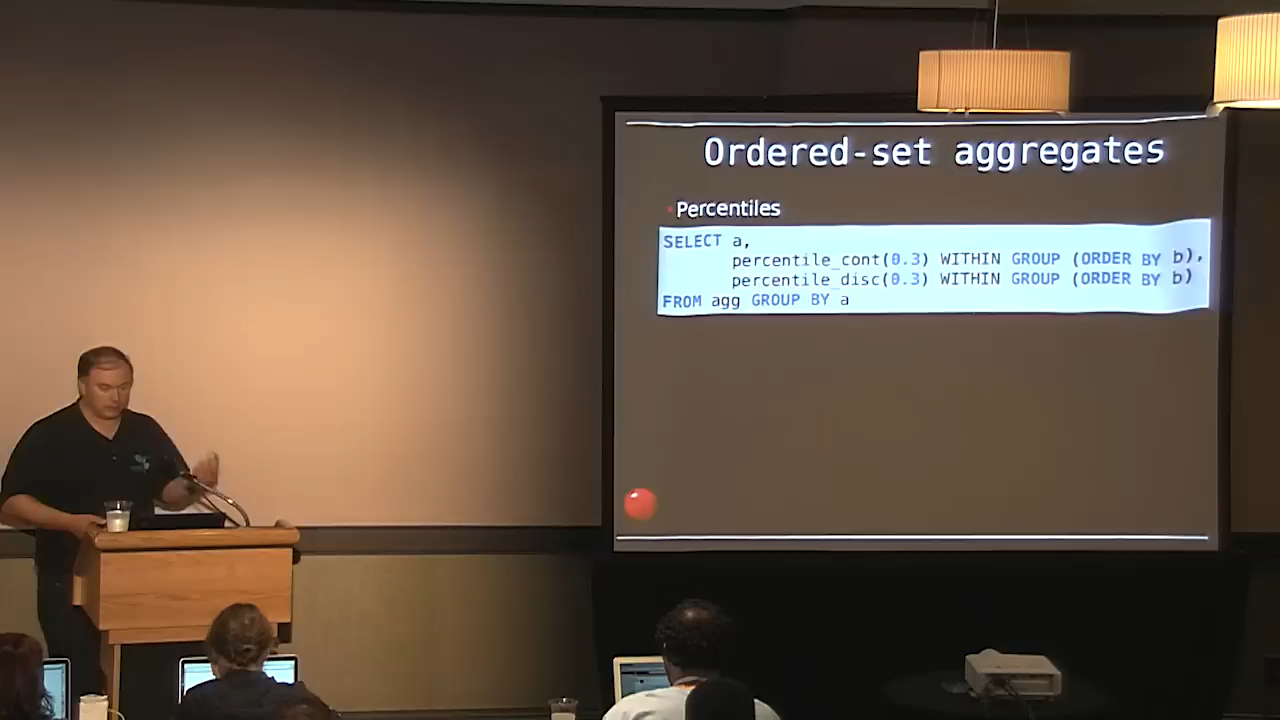 Ordered-set aggregates
Percentiles
SELECT a,
percentile_cont(0.3) WITHIN GROUP (ORDER BY b),
percentile_disc(0.3) WITHIN GROUP (ORDER BY b)
FROM agg GROUP BY a